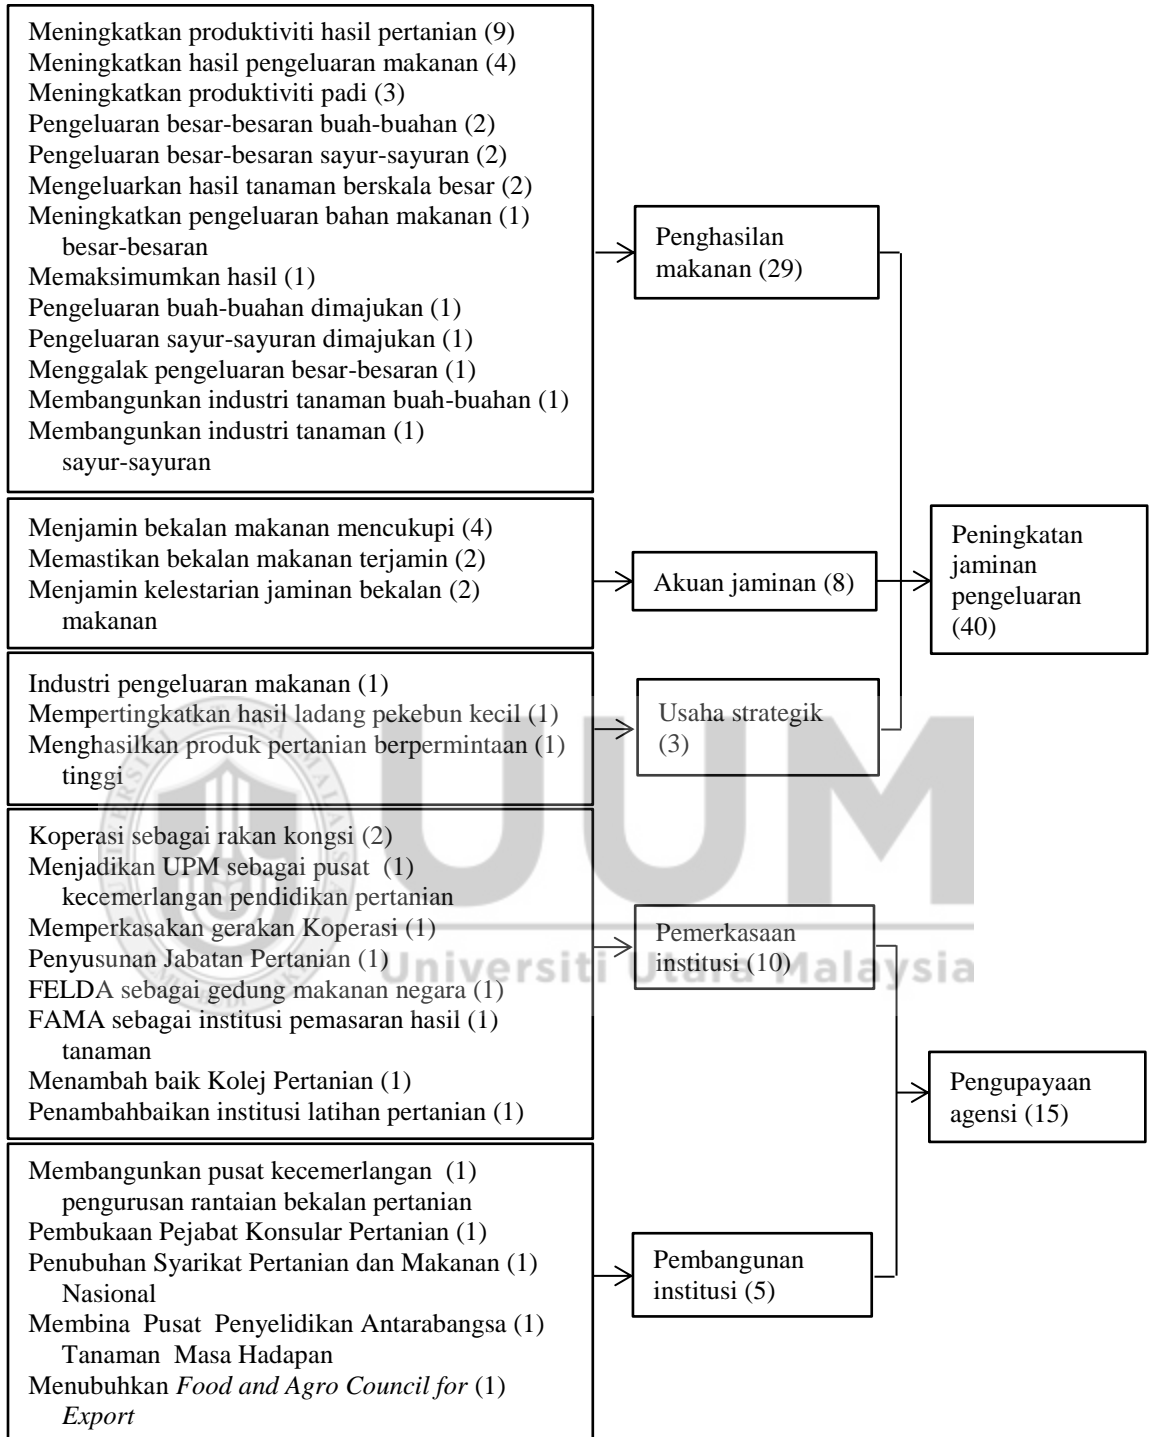 Meningkatkan produktiviti hasil pertanian (9)
Meningkatkan hasil pengeluaran makanan (4)
Meningkatkan produktiviti padi (3)
Pengeluaran besar-besaran buah-buahan (2)
Pengeluaran besar-besaran sayur-sayuran (2)
Mengeluarkan hasil tanaman berskala besar (2)
Meningkatkan pengeluaran bahan makanan (1)
besar-besaran
Memaksimumkan hasil (1)
Pengeluaran buah-buahan dimajukan (1)
Pengeluaran sayur-sayuran dimajukan (1)
Menggalak pengeluaran besar-besaran (1)
Membangunkan industri tanaman buah-buahan (1)
Membangunkan industri tanaman (1)
sayur-sayuran
Penghasilan
makanan (29)
Menjamin bekalan makanan mencukupi (4)
Memastikan bekalan makanan terjamin (2)
Menjamin kelestarian jaminan bekalan (2)
makanan
Akuan jaminan (8)
Peningkatan
jaminan
pengeluaran
(40)
Industri pengeluaran makanan (1)
Mempertingkatkan hasil ladang pekebun kecil (1)
Menghasilkan produk pertanian berpermintaan (1)
tinggi
Usaha strategik
(3)
Koperasi sebagai rakan kongsi (2)
Menjadikan UPM sebagai pusat (1)
kecemerlangan pendidikan pertanian
Memperkasakan gerakan Koperasi (1)
Penyusunan Jabatan Pertanian (1)
FELDA sebagai gedung makanan negara (1)
FAMA sebagai institusi pemasaran hasil (1)
tanaman
Menambah baik Kolej Pertanian (1)
Penambahbaikan institusi latihan pertanian (1)
Pemerkasaan
institusi (10)
Pengupayaan
agensi (15)
Membangunkan pusat kecemerlangan (1)
pengurusan rantaian bekalan pertanian
Pembukaan Pejabat Konsular Pertanian (1)
Penubuhan Syarikat Pertanian dan Makanan (1)
Nasional
Membina Pusat Penyelidikan Antarabangsa (1)
Tanaman Masa Hadapan
Menubuhkan Food and Agro Council for (1)
Export
Pembangunan
institusi (5)
UUM
Universiti Utara Malaysia